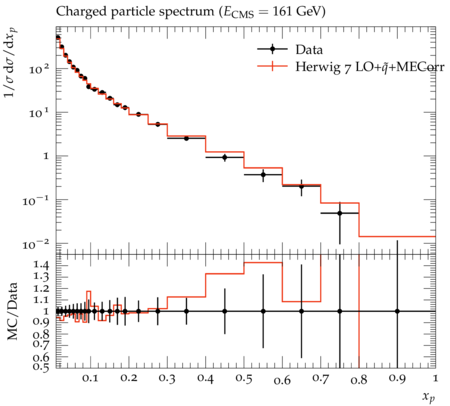 Charged particle spectrum (E_CMS = 161 GeV)
1/σ dσ/dx_p
Data
Herwig 7 LO+q̄+MECorr
10^2
10^1
1
10^−1
10^−2
MC/Data
1.4
1.3
1.2
1.1
1
0.9
0.8
0.7
0.6
0.5
0.1 0.2 0.3 0.4 0.5 0.6 0.7 0.8 0.9 1
x_p